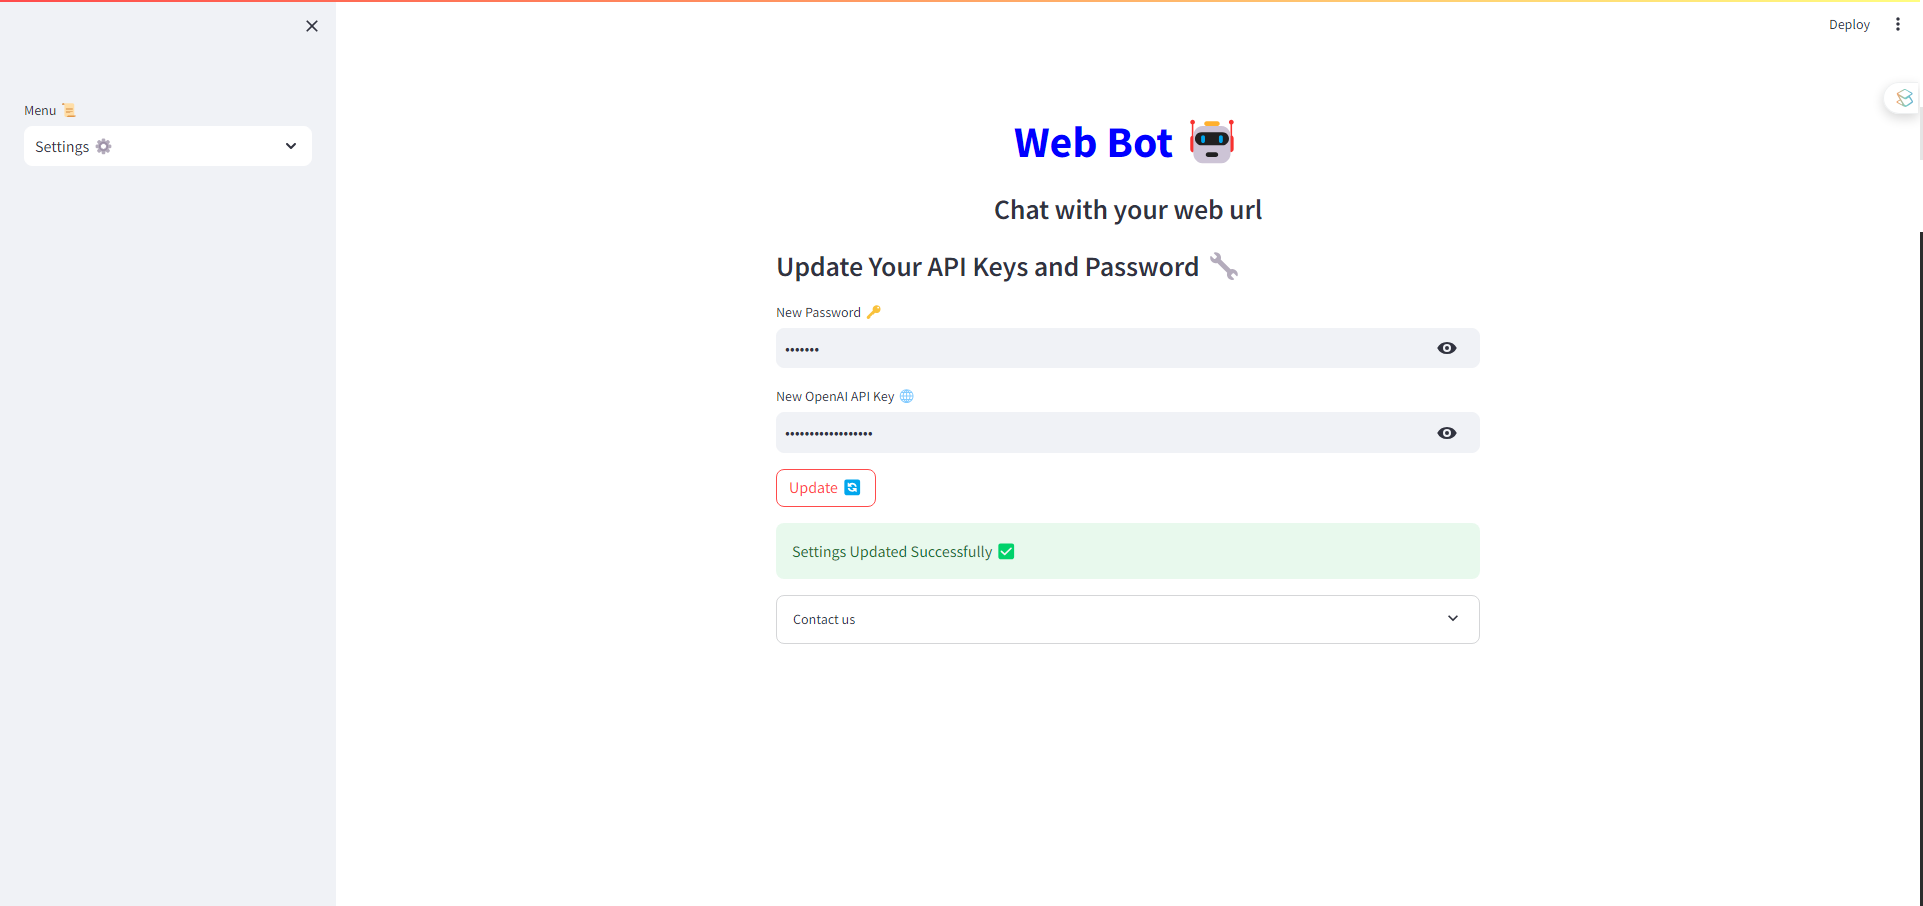 Deploy
Menu 📜
Settings ⚙️
Web Bot 🤖
Chat with your web url
Update Your API Keys and Password 🔧
New Password 🔑
•••••••
New OpenAI API Key 🌐
••••••••••••••••••
Update 🔄
Settings Updated Successfully ✅
Contact us